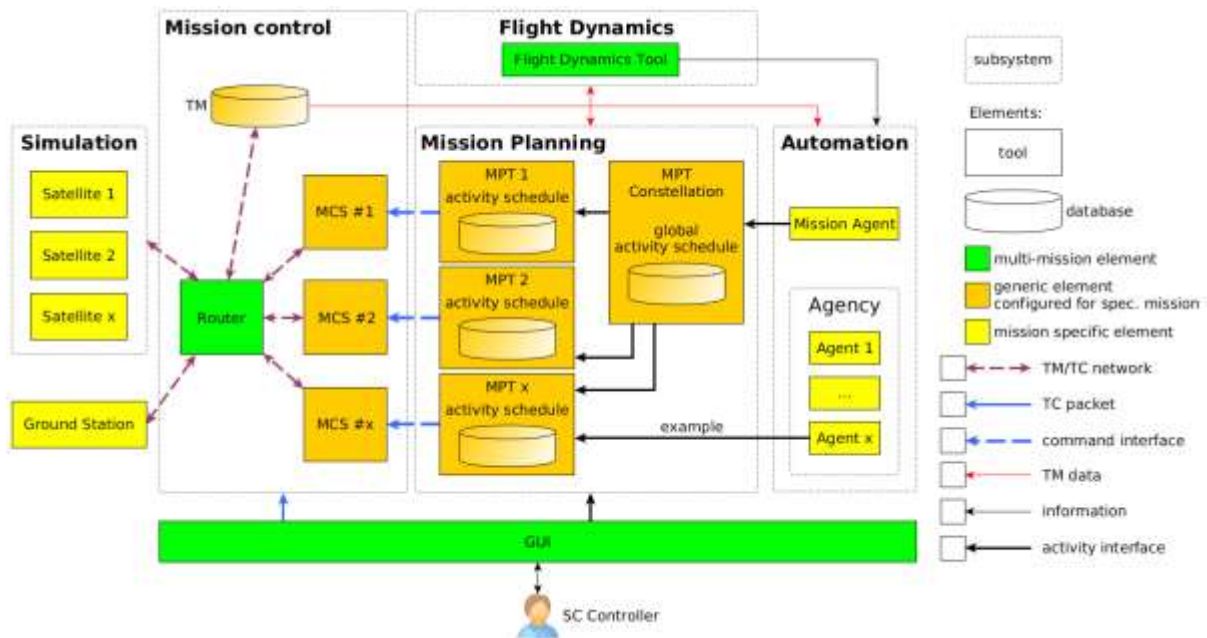 Mission control
TM
Flight Dynamics
Flight Dynamics Tool
Simulation
Satellite 1
Satellite 2
Satellite x
Ground Station
Router
MCS #1
MCS #2
MCS #x
Mission Planning
MPT 1
activity schedule
MPT 2
activity schedule
MPT x
activity schedule
MPT
Constellation
global
activity schedule
example
Automation
Mission Agent
Agency
Agent 1
...
Agent x
GUI
SC Controller
subsystem
Elements:
tool
database
multi-mission element
generic element
configured for spec. mission
mission specific element
TM/TC network
TC packet
command interface
TM data
information
activity interface